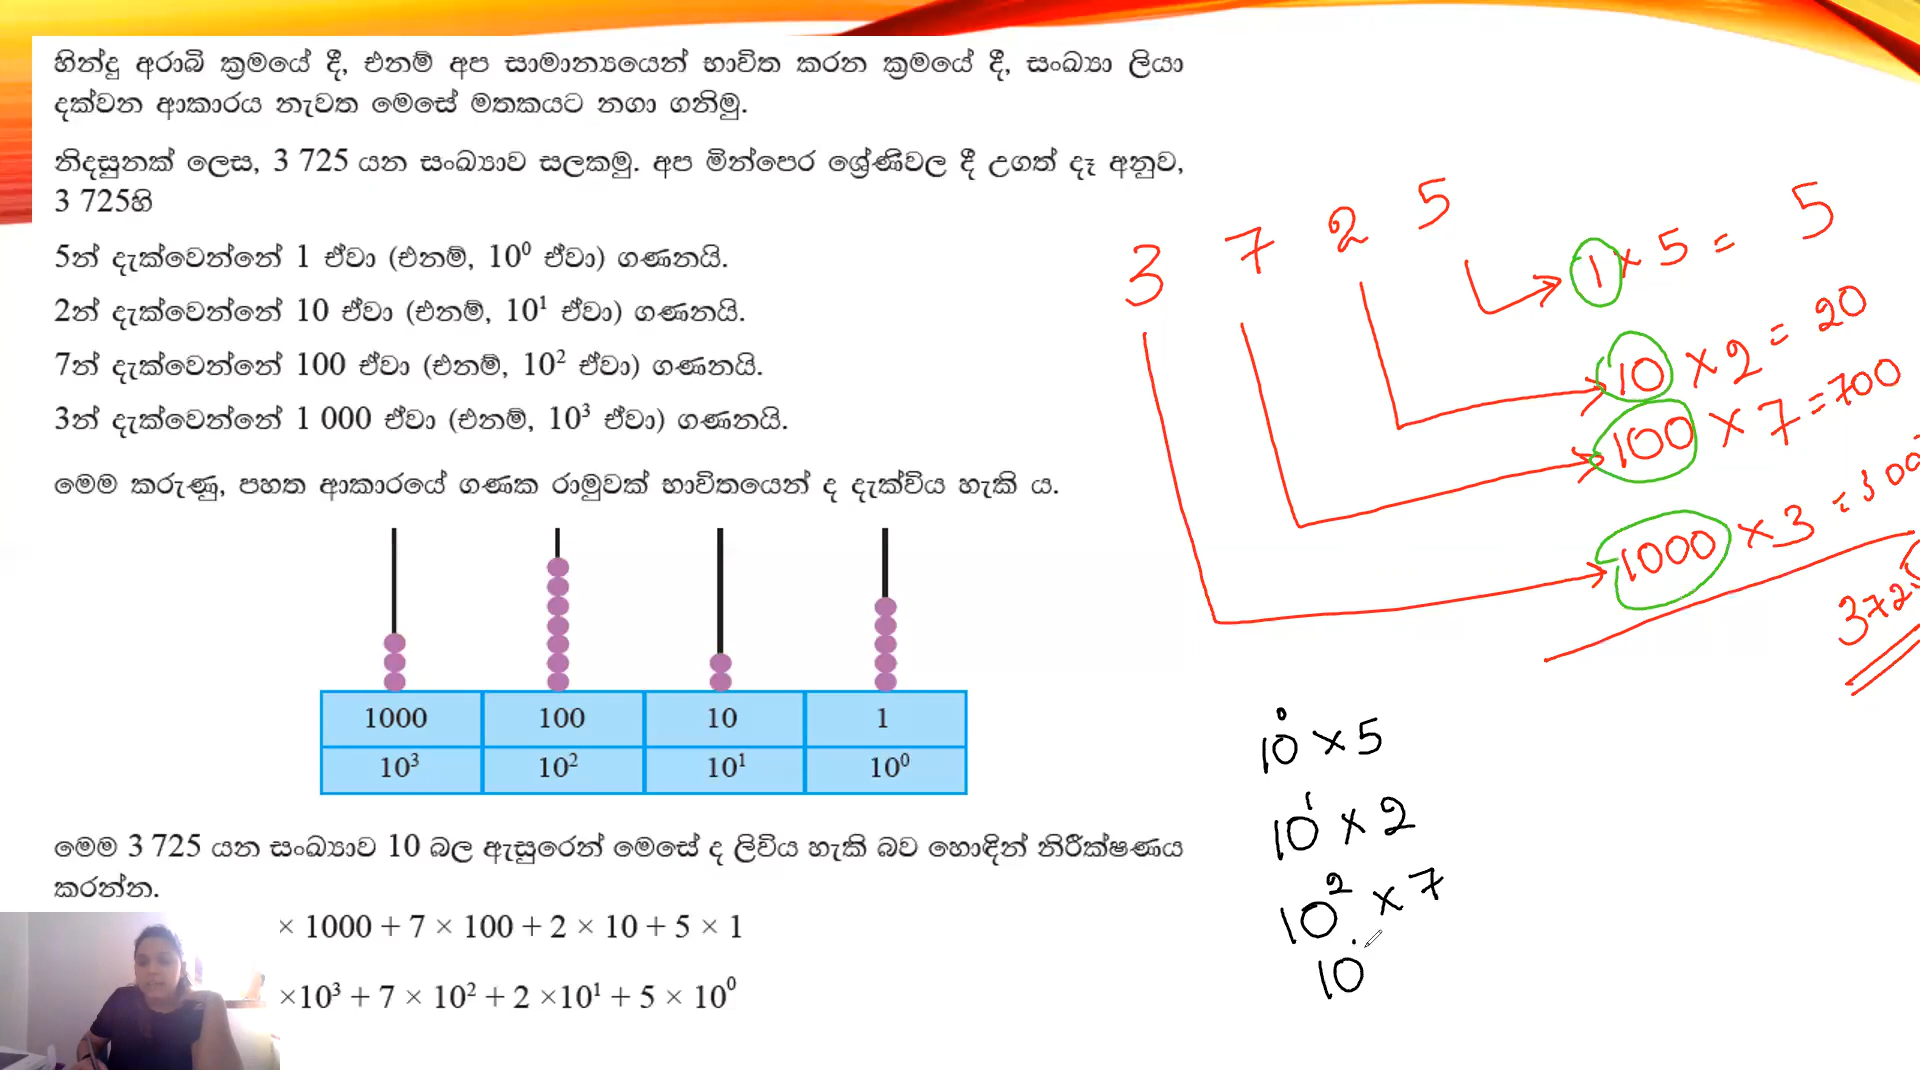 හින්දු අරාබි ක්‍රමයේ දී, එනම් අප සාමාන්‍යයෙන් භාවිත කරන ක්‍රමයේ දී, සංඛ්‍යා ලියා
දක්වන ආකාරය නැවත මෙසේ මතකයට නගා ගනිමු.
නිදසුනක් ලෙස, 3 725 යන සංඛ්‍යාව සලකමු. අප මින්පෙර ශ්‍රේණිවල දී උගත් දෑ අනුව,
3 725හි
5න් දැක්වෙන්නේ 1 ඒවා (එනම්, 10⁰ ඒවා) ගණනයි.
2න් දැක්වෙන්නේ 10 ඒවා (එනම්, 10¹ ඒවා) ගණනයි.
7න් දැක්වෙන්නේ 100 ඒවා (එනම්, 10² ඒවා) ගණනයි.
3න් දැක්වෙන්නේ 1 000 ඒවා (එනම්, 10³ ඒවා) ගණනයි.
මෙම කරුණු, පහත ආකාරයේ ගණක රාමුවක් භාවිතයෙන් ද දැක්විය හැකි ය.
1000 100 10 1
10³ 10² 10¹ 10⁰
මෙම 3 725 යන සංඛ්‍යාව 10 බල ඇසුරෙන් මෙසේ ද ලිවිය හැකි බව හොඳින් නිරීක්ෂණය
කරන්න.
× 1000 + 7 × 100 + 2 × 10 + 5 × 1
×10³ + 7 × 10² + 2 ×10¹ + 5 × 10⁰
3 7 2 5
1 × 5 = 5
10 × 2 = 20
100 × 7 = 700
1000 × 3 =
372
10⁰ × 5
10¹ × 2
10² × 7
10